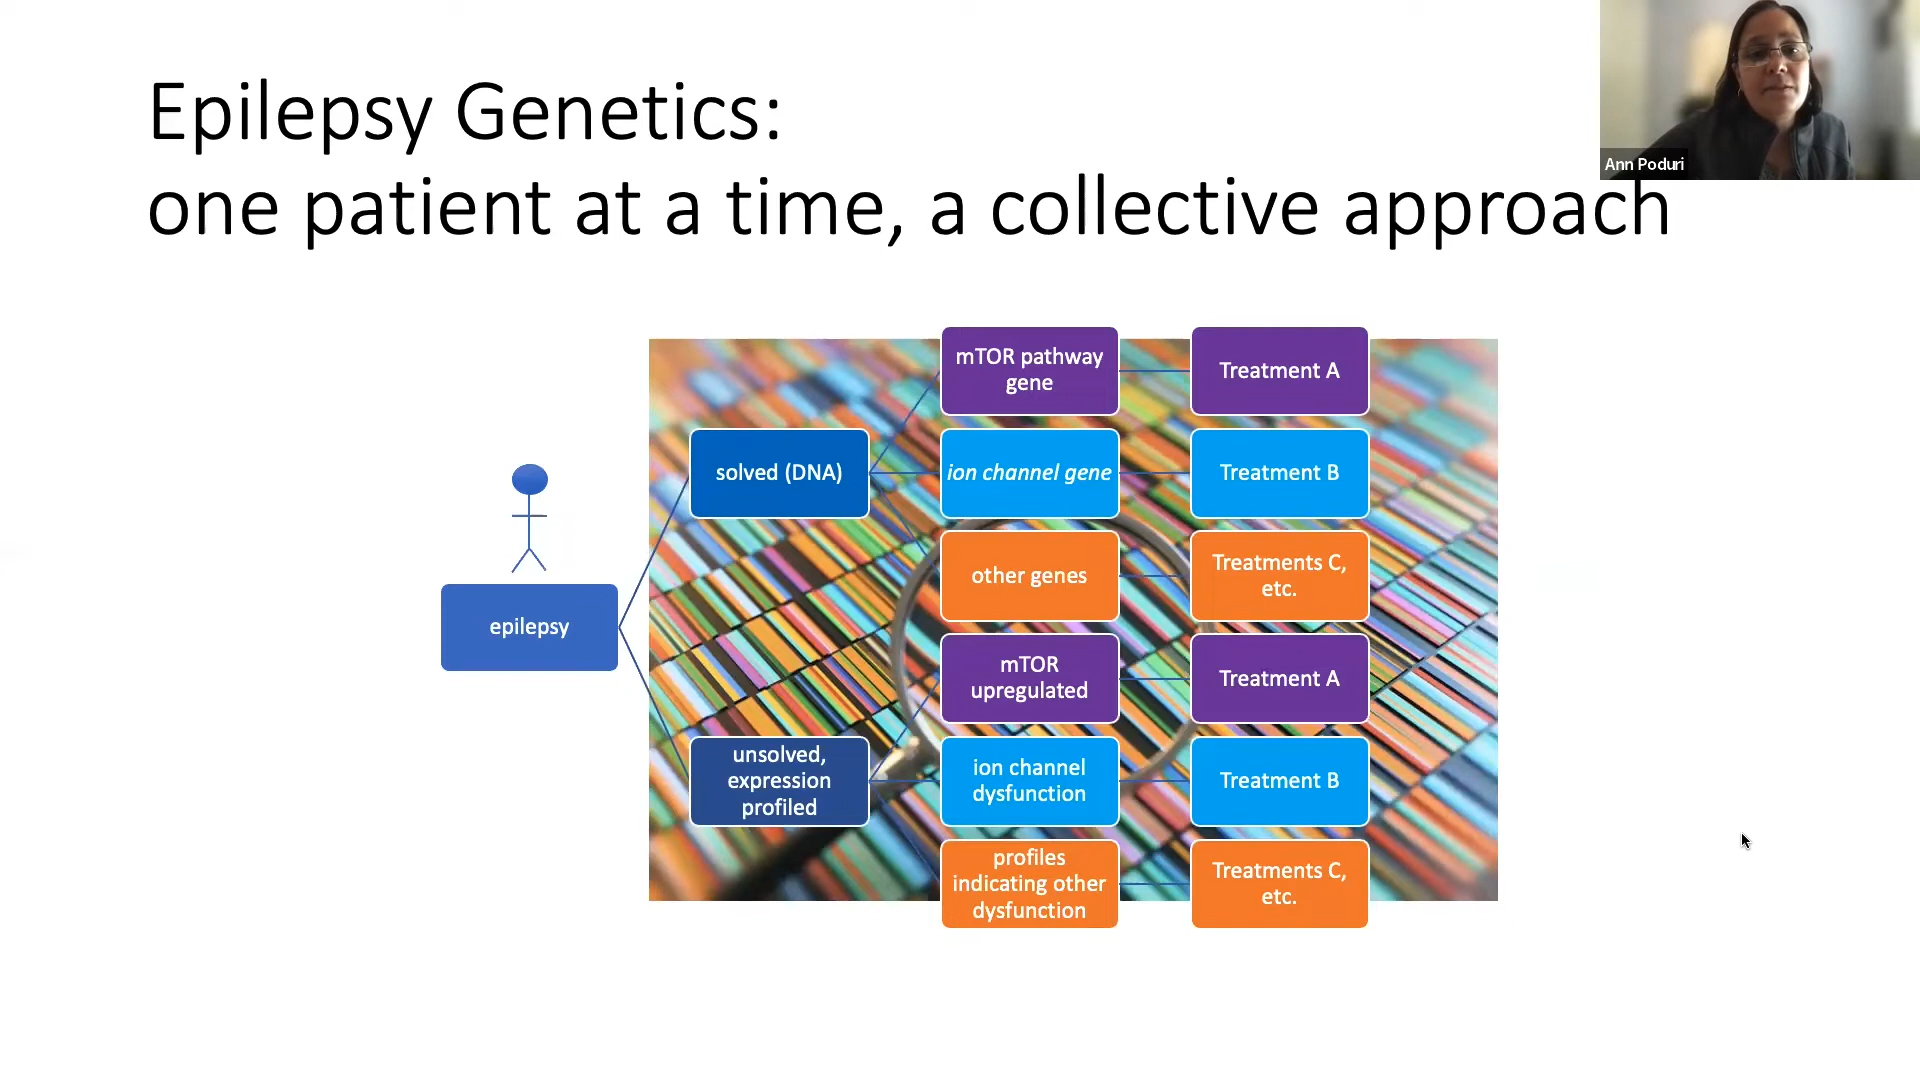 Epilepsy Genetics:
one patient at a time, a collective approach
Ann Poduri
epilepsy
solved (DNA)
mTOR pathway
gene
Treatment A
ion channel gene
Treatment B
other genes
Treatments C,
etc.
unsolved,
expression
profiled
mTOR
upregulated
Treatment A
ion channel
dysfunction
Treatment B
profiles
indicating other
dysfunction
Treatments C,
etc.